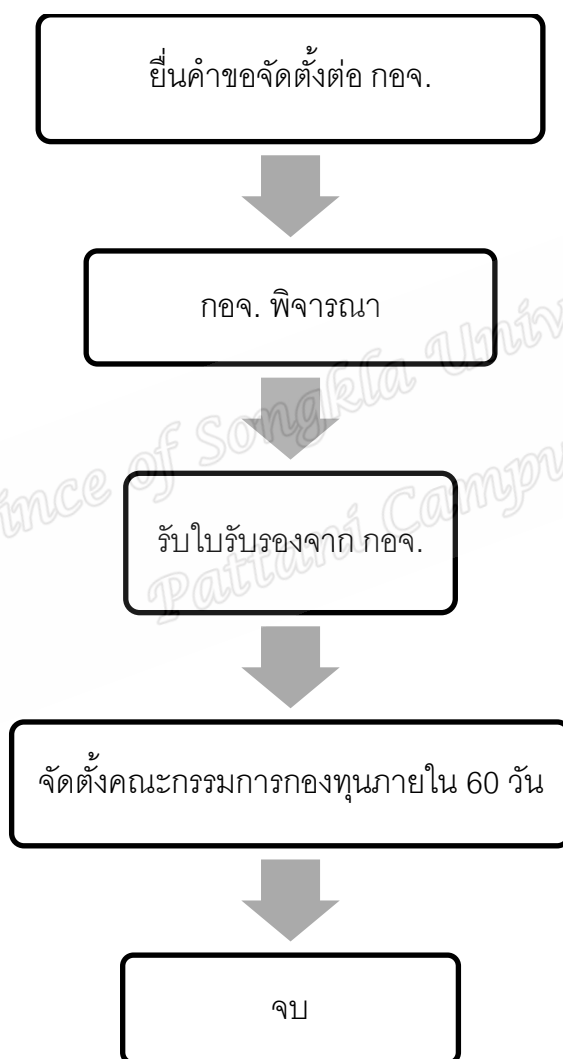 ยื่นคำขอจัดตั้งต่อ กอจ.
กอจ. พิจารณา
รับใบรับรองจาก กอจ.
จัดตั้งคณะกรรมการกองทุนภายใน 60 วัน
จบ
ince of Songkla Univ
Pattani Campu